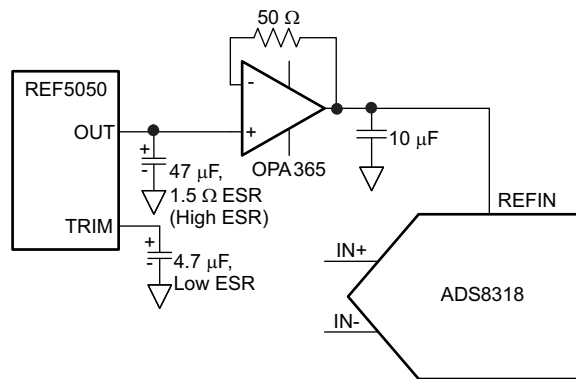 50 Ω
REF5050
OUT
+
-
47 μF,
1.5 Ω ESR
(High ESR)
TRIM
+
-
4.7 μF,
Low ESR
-
+
OPA365
10 μF
REFIN
IN+
IN-
ADS8318